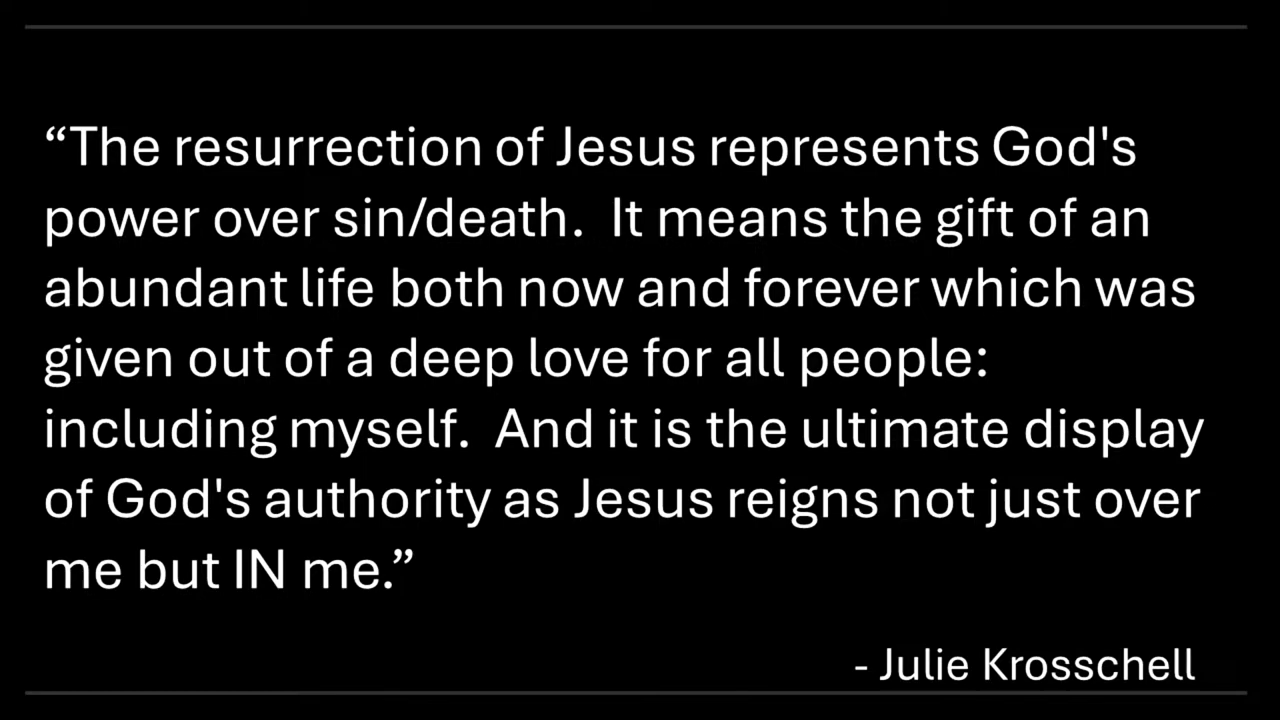 “The resurrection of Jesus represents God's
power over sin/death.  It means the gift of an
abundant life both now and forever which was
given out of a deep love for all people:
including myself.  And it is the ultimate display
of God's authority as Jesus reigns not just over
me but IN me.”
- Julie Krosschell